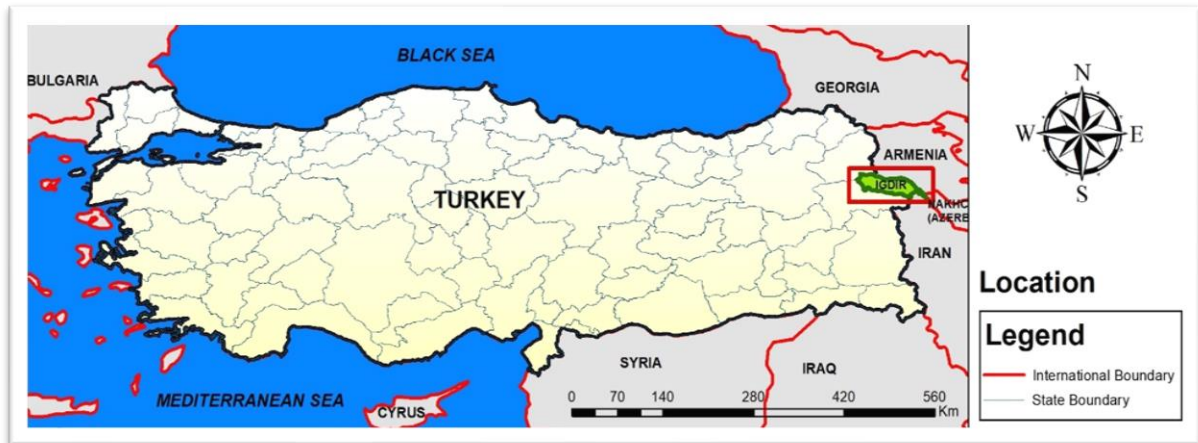 BLACK SEA
BULGARIA
GEORGIA
ARMENIA
TURKEY
IGDIR
NAKHC
(AZERB
IRAN
SYRIA
IRAQ
MEDITERRANEAN SEA
CYRUS
0 70 140 280 420 560
Km
N
W E
S
Location
Legend
International Boundary
State Boundary